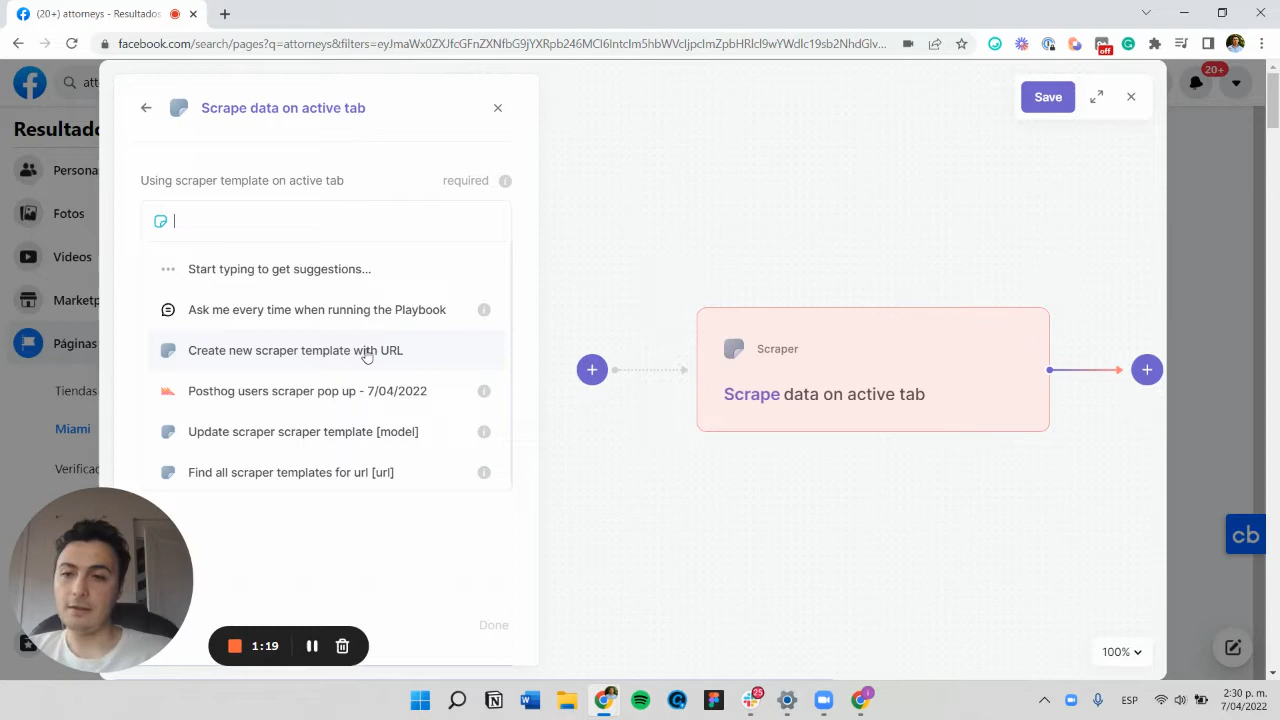 (20+) attorneys - Resultados
facebook.com/search/pages?q=attorneys&filters=eyJmaWx0ZXJfGFrZXNfbG9jYXRpb246MCI6Intclm5hbWVcIjpcImZpbHRlcl9wYWdlc19sb2NhdGlv...
off
att
20+
Scrape data on active tab
Save
Resultado
Using scraper template on active tab required
Persona
Fotos
Start typing to get suggestions...
Videos
Ask me every time when running the Playbook
Marketp
Create new scraper template with URL
Páginas
Scraper
Posthog users scraper pop up - 7/04/2022
Tiendas
Scrape data on active tab
Update scraper scraper template [model]
Miami
Find all scraper templates for url [url]
Verificad
cb
Done
1:19
100%
25
ESP
2:30 p. m.
7/04/2022